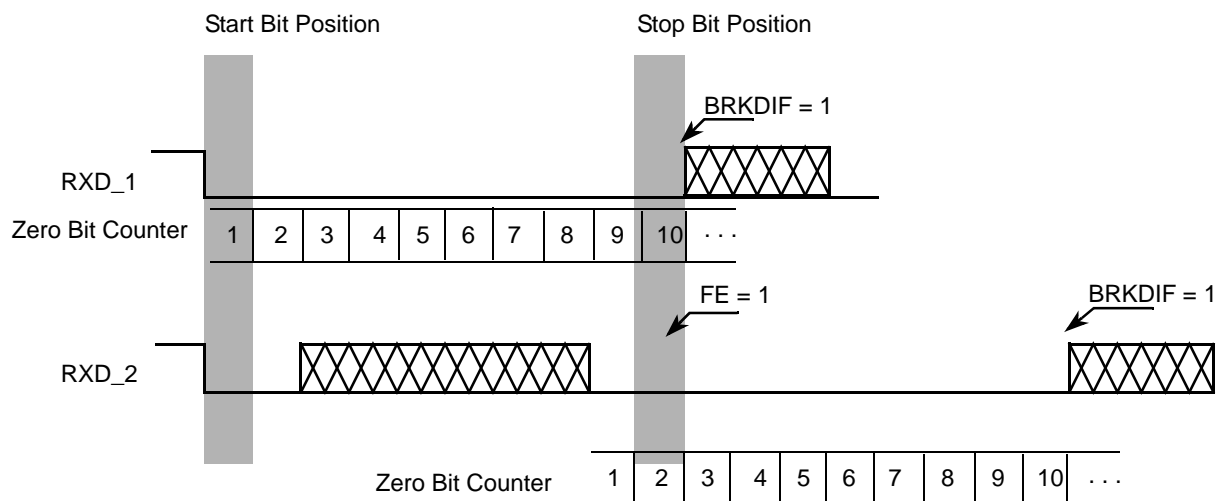 Start Bit Position
Stop Bit Position
BRKDIF = 1
RXD_1
Zero Bit Counter 1 2 3 4 5 6 7 8 9 10 . . .
FE = 1
BRKDIF = 1
RXD_2
Zero Bit Counter 1 2 3 4 5 6 7 8 9 10 . . .